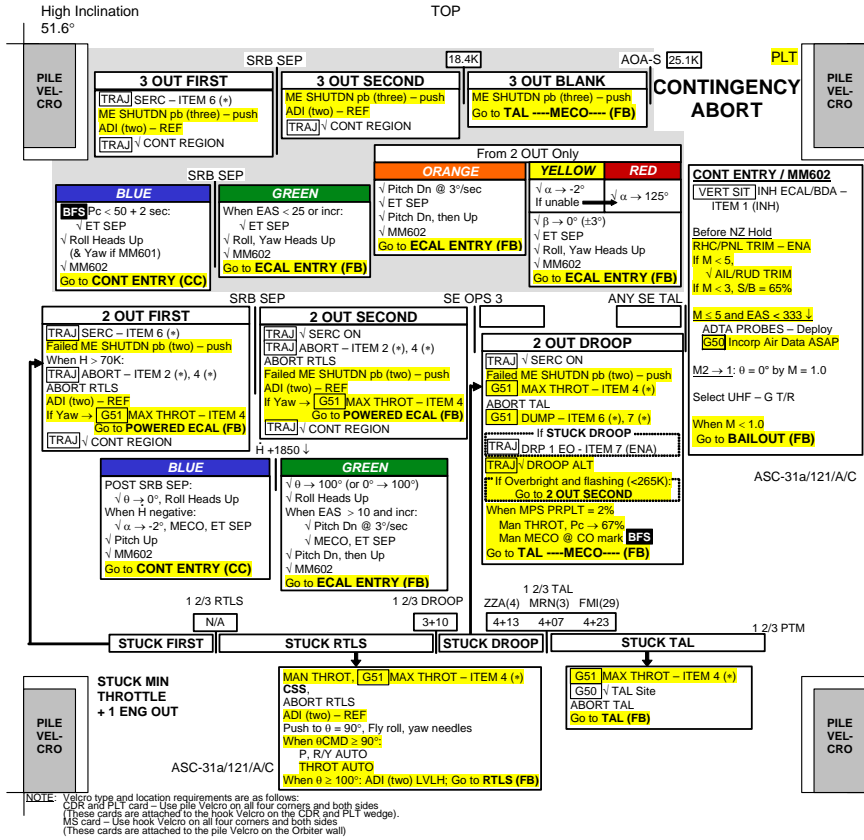 High Inclination
51.6°
TOP
PILE VEL- CRO
PILE VEL- CRO
PLT
CONTINGENCY
ABORT
SRB SEP
18.4K
AOA-S 25.1K
3 OUT FIRST
TRAJ SERC – ITEM 6 (*)
ME SHUTDN pb (three) – push
ADI (two) – REF
TRAJ √ CONT REGION
3 OUT SECOND
ME SHUTDN pb (three) – push
ADI (two) – REF
TRAJ √ CONT REGION
3 OUT BLANK
ME SHUTDN pb (three) – push
Go to TAL ----MECO---- (FB)
SRB SEP
From 2 OUT Only
BLUE
BFS Pc < 50 + 2 sec:
√ ET SEP
√ Roll Heads Up
(& Yaw if MM601)
√ MM602
Go to CONT ENTRY (CC)
GREEN
When EAS < 25 or incr:
√ ET SEP
√ Roll, Yaw Heads Up
√ MM602
Go to ECAL ENTRY (FB)
ORANGE
√ Pitch Dn @ 3°/sec
√ ET SEP
√ Pitch Dn, then Up
√ MM602
Go to ECAL ENTRY (FB)
YELLOW
RED
√ α → -2°
If unable
√ α → 125°
√ β → 0° (±3°)
√ ET SEP
√ Roll, Yaw Heads Up
√ MM602
Go to ECAL ENTRY (FB)
CONT ENTRY / MM602
VERT SIT INH ECAL/BDA –
ITEM 1 (INH)
Before NZ Hold
RHC/PNL TRIM – ENA
If M < 5,
√ AIL/RUD TRIM
If M < 3, S/B = 65%
M ≤ 5 and EAS < 333 ↓
ADTA PROBES – Deploy
G50 Incorp Air Data ASAP
M2 → 1: θ = 0° by M = 1.0
Select UHF – G T/R
When M < 1.0
Go to BAILOUT (FB)
ASC-31a/121/A/C
SRB SEP
SE OPS 3
ANY SE TAL
2 OUT FIRST
TRAJ SERC – ITEM 6 (*)
Failed ME SHUTDN pb (two) – push
When H > 70K:
TRAJ ABORT – ITEM 2 (*), 4 (*)
ABORT RTLS
ADI (two) – REF
If Yaw → G51 MAX THROT – ITEM 4
Go to POWERED ECAL (FB)
TRAJ √ CONT REGION
2 OUT SECOND
TRAJ √ SERC ON
TRAJ ABORT – ITEM 2 (*), 4 (*)
ABORT RTLS
Failed ME SHUTDN pb (two) – push
ADI (two) – REF
If Yaw → G51 MAX THROT – ITEM 4
Go to POWERED ECAL (FB)
TRAJ √ CONT REGION
2 OUT DROOP
TRAJ √ SERC ON
Failed ME SHUTDN pb (two) – push
G51 MAX THROT – ITEM 4 (*)
ABORT TAL
G51 DUMP – ITEM 6 (*), 7 (*)
If STUCK DROOP
TRAJ DRP 1 EO - ITEM 7 (ENA)
TRAJ √ DROOP ALT
If Overbright and flashing (<265K):
Go to 2 OUT SECOND
When MPS PRPLT = 2%
Man THROT, Pc → 67%
Man MECO @ CO mark BFS
Go to TAL ----MECO---- (FB)
Ḣ +1850 ↓
BLUE
POST SRB SEP:
√ θ → 0°, Roll Heads Up
When Ḣ negative:
√ α → -2°, MECO, ET SEP
√ Pitch Up
√ MM602
Go to CONT ENTRY (CC)
GREEN
√ θ → 100° (or 0° → 100°)
√ Roll Heads Up
When EAS > 10 and incr:
√ Pitch Dn @ 3°/sec
√ MECO, ET SEP
√ Pitch Dn, then Up
√ MM602
Go to ECAL ENTRY (FB)
1 2/3 RTLS
1 2/3 DROOP
1 2/3 TAL
ZZA(4) MRN(3) FMI(29)
N/A
3+10
4+13
4+07
4+23
1 2/3 PTM
STUCK FIRST
STUCK RTLS
STUCK DROOP
STUCK TAL
PILE VEL- CRO
STUCK MIN
THROTTLE
+ 1 ENG OUT
ASC-31a/121/A/C
MAN THROT, G51 MAX THROT – ITEM 4 (*)
CSS,
ABORT RTLS
ADI (two) – REF
Push to θ = 90°, Fly roll, yaw needles
When θCMD ≥ 90°:
P, R/Y AUTO
THROT AUTO
When θ ≥ 100°: ADI (two) LVLH; Go to RTLS (FB)
G51 MAX THROT – ITEM 4 (*)
G50 √ TAL Site
ABORT TAL
Go to TAL (FB)
PILE VEL- CRO
NOTE: Velcro type and location requirements are as follows:
CDR and PLT card – Use pile Velcro on all four corners and both sides
(These cards are attached to the hook Velcro on the CDR and PLT wedge).
MS card – Use hook Velcro on all four corners and both sides
(These cards are attached to the pile Velcro on the Orbiter wall)